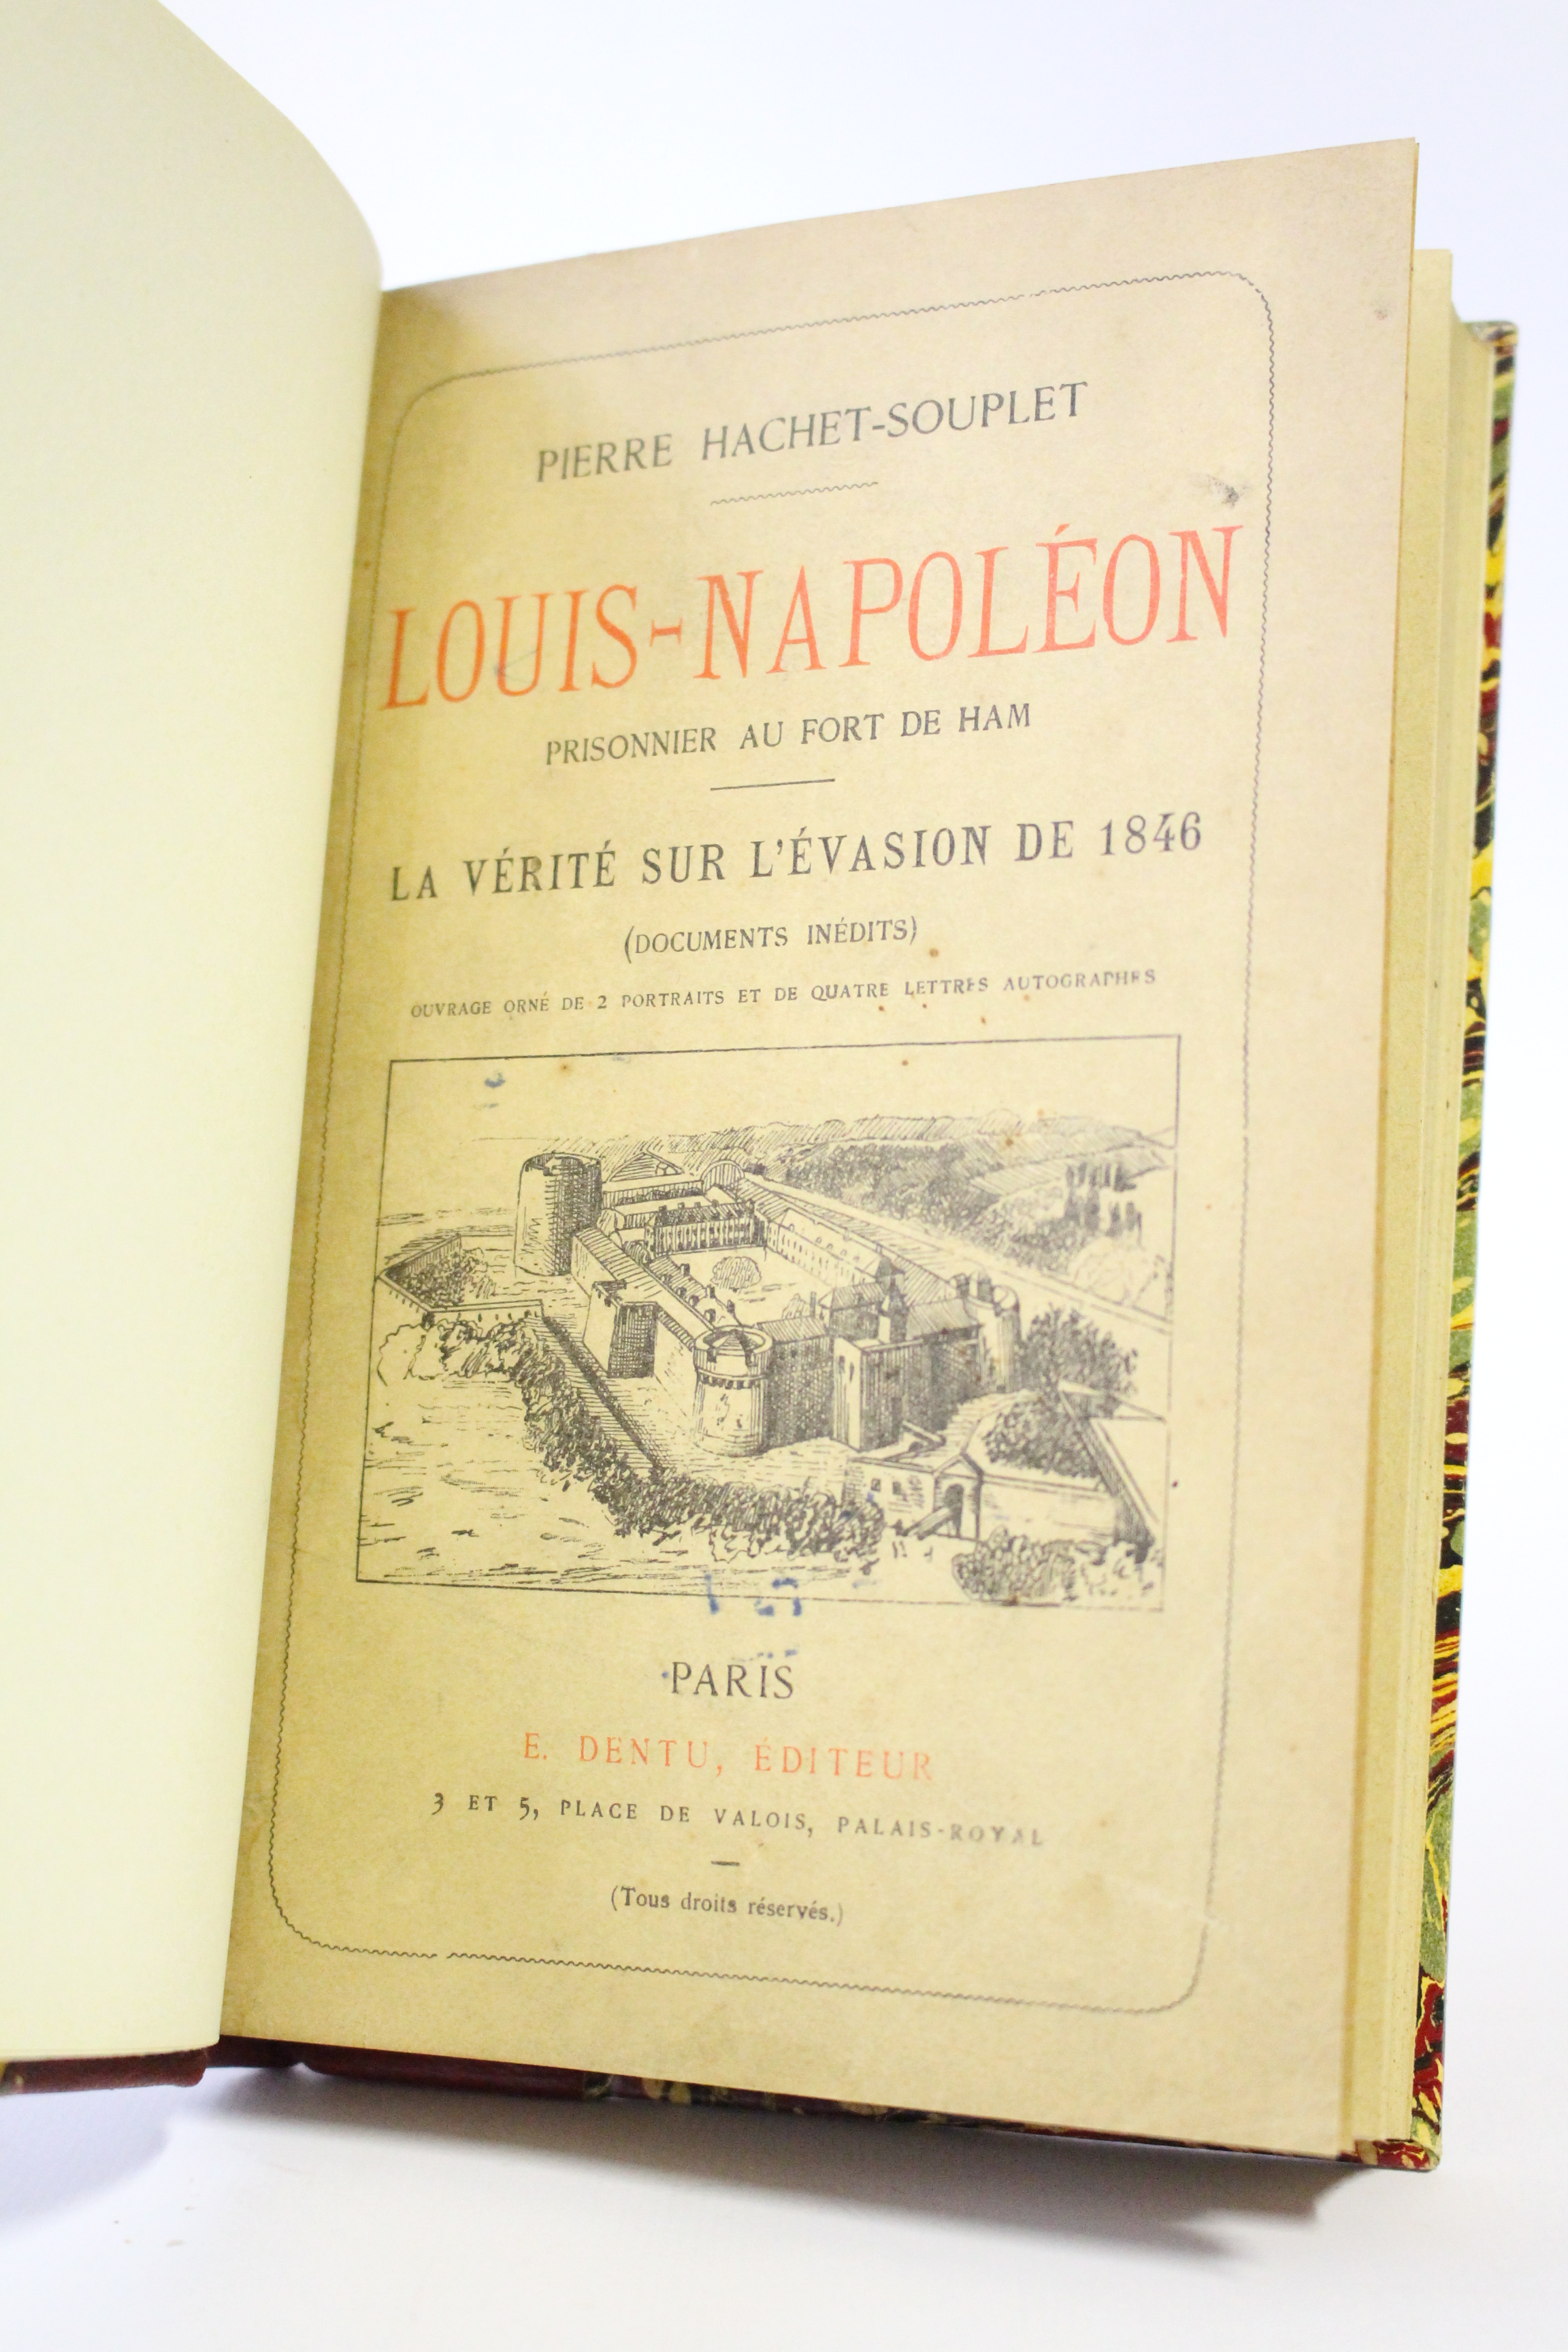 PIERRE HACHET-SOUPLET
LOUIS-NAPOLÉON
PRISONNIER AU FORT DE HAM
LA VÉRITÉ SUR L'ÉVASION DE 1846
(DOCUMENTS INÉDITS)
OUVRAGE ORNÉ DE 2 PORTRAITS ET DE QUATRE LETTRES AUTOGRAPHES
PARIS
E. DENTU, ÉDITEUR
3 ET 5, PLACE DE VALOIS, PALAIS-ROYAL
(Tous droits réservés.)